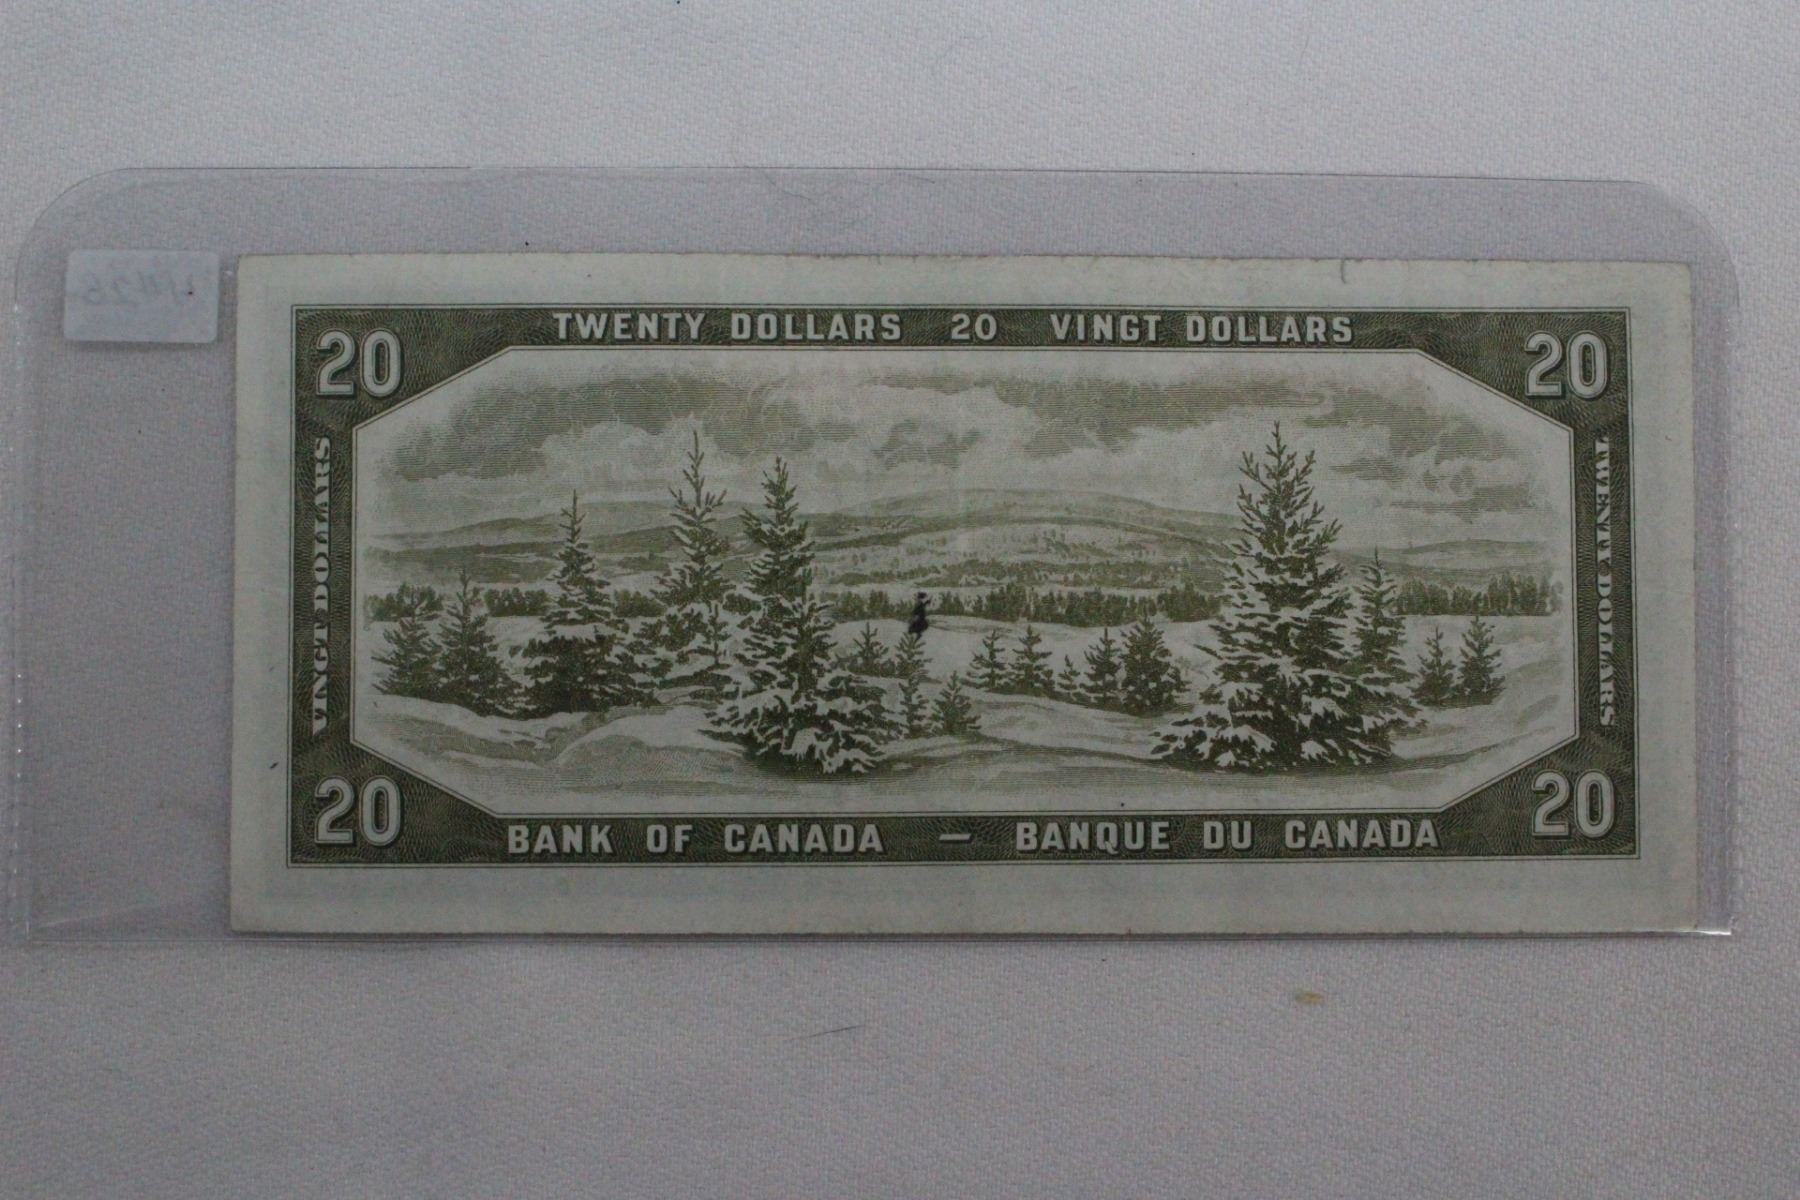 TWENTY DOLLARS 20 VINGT DOLLARS
20
20
VINGT DOLLARS
TWENTY DOLLARS
20
20
BANK OF CANADA — BANQUE DU CANADA